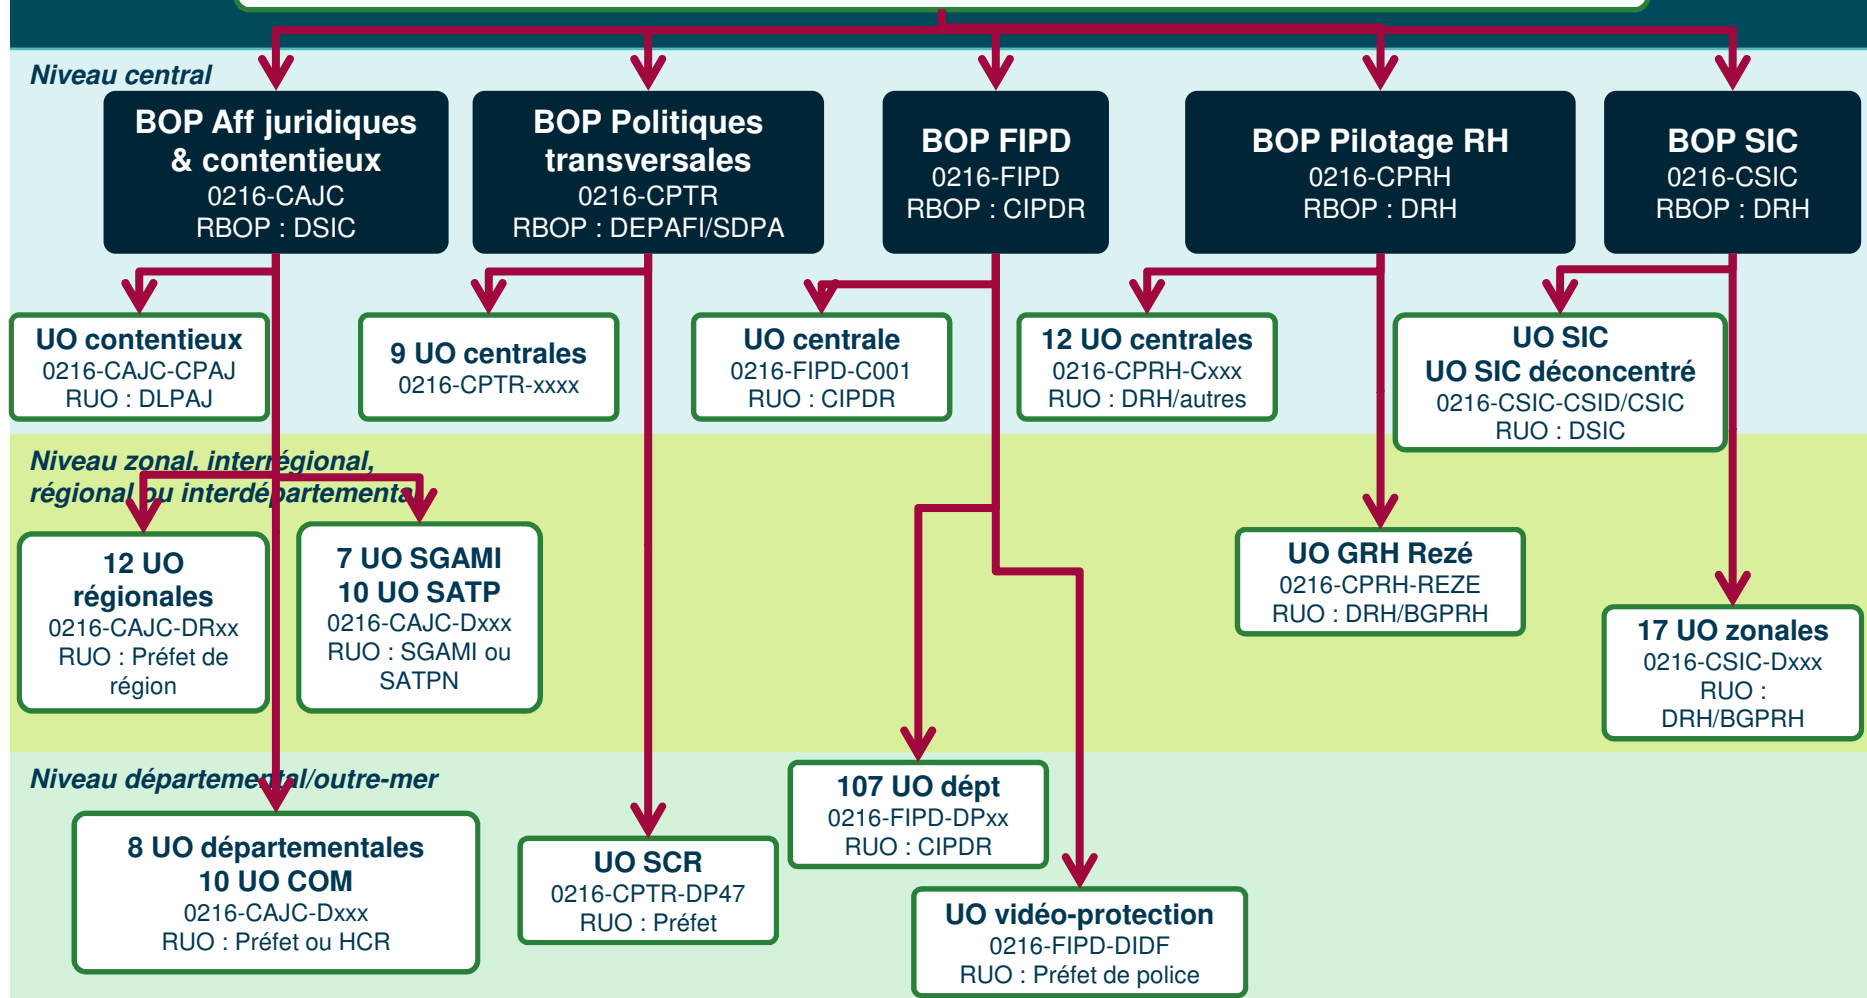 Niveau central
BOP Aff juridiques
& contentieux
0216-CAJC
RBOP : DSIC
BOP Politiques
transversales
0216-CPTR
RBOP : DEPAFI/SDPA
BOP FIPD
0216-FIPD
RBOP : CIPDR
BOP Pilotage RH
0216-CPRH
RBOP : DRH
BOP SIC
0216-CSIC
RBOP : DRH
UO contentieux
0216-CAJC-CPAJ
RUO : DLPAJ
9 UO centrales
0216-CPTR-xxxx
UO centrale
0216-FIPD-C001
RUO : CIPDR
12 UO centrales
0216-CPRH-Cxxx
RUO : DRH/autres
UO SIC
UO SIC déconcentré
0216-CSIC-CSID/CSIC
RUO : DSIC
Niveau zonal, interrégional,
régional ou interdépartemental
12 UO
régionales
0216-CAJC-DRxx
RUO : Préfet de
région
7 UO SGAMI
10 UO SATP
0216-CAJC-Dxxx
RUO : SGAMI ou
SATPN
UO GRH Rezé
0216-CPRH-REZE
RUO : DRH/BGPRH
17 UO zonales
0216-CSIC-Dxxx
RUO :
DRH/BGPRH
Niveau départemental/outre-mer
8 UO départementales
10 UO COM
0216-CAJC-Dxxx
RUO : Préfet ou HCR
UO SCR
0216-CPTR-DP47
RUO : Préfet
107 UO dépt
0216-FIPD-DPxx
RUO : CIPDR
UO vidéo-protection
0216-FIPD-DIDF
RUO : Préfet de police